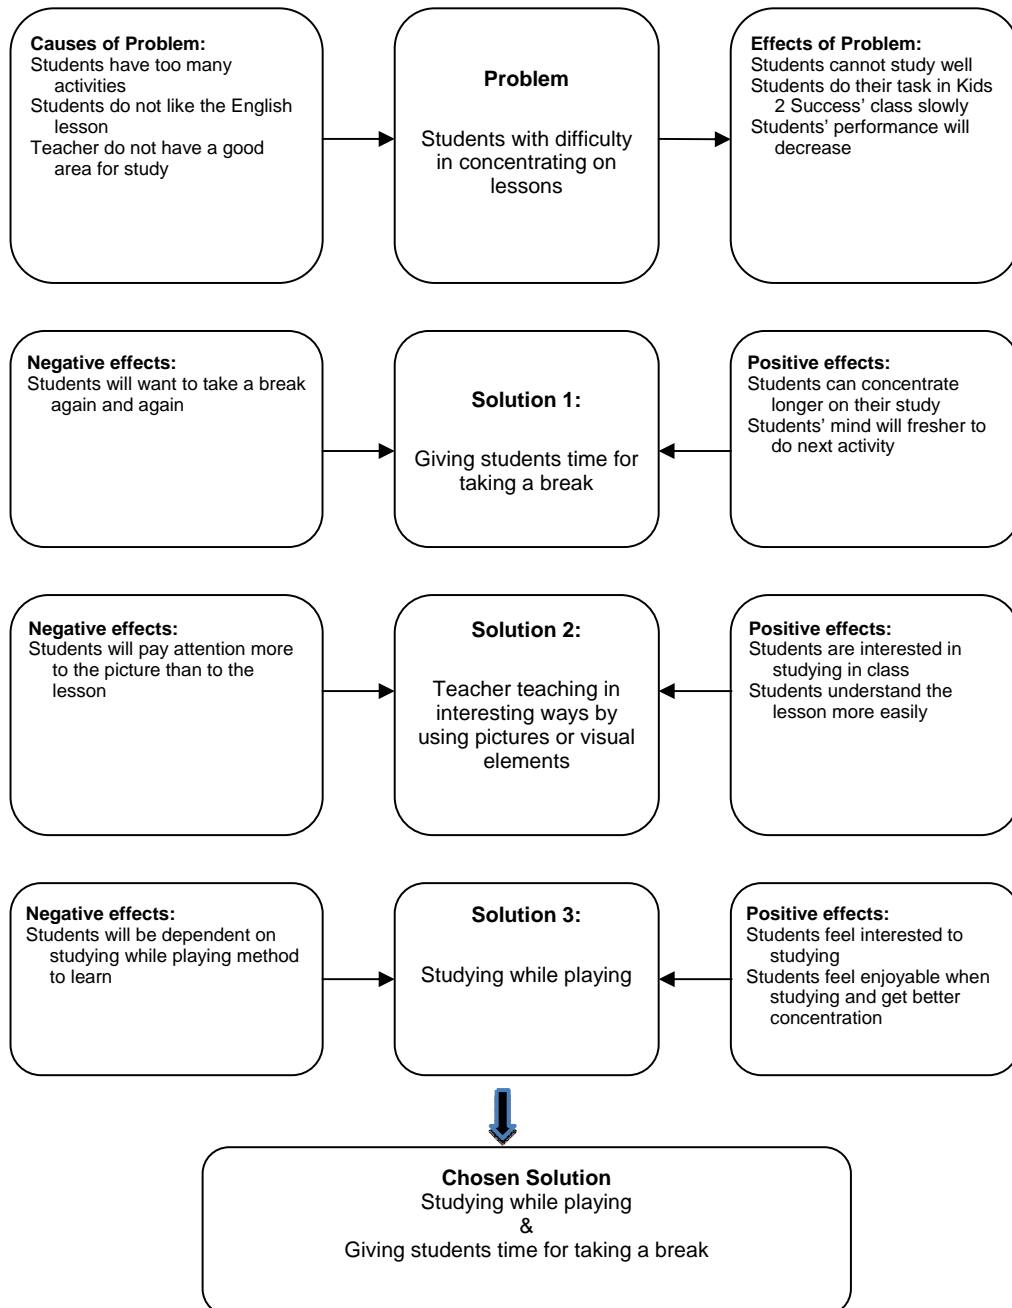 Causes of Problem:
Students have too many
activities
Students do not like the English
lesson
Teacher do not have a good
area for study
Problem
Students with difficulty
in concentrating on
lessons
Effects of Problem:
Students cannot study well
Students do their task in Kids
2 Success’ class slowly
Students’ performance will
decrease
Negative effects:
Students will want to take a break
again and again
Solution 1:
Giving students time for
taking a break
Positive effects:
Students can concentrate
longer on their study
Students’ mind will fresher to
do next activity
Negative effects:
Students will pay attention more
to the picture than to the
lesson
Solution 2:
Teacher teaching in
interesting ways by
using pictures or visual
elements
Positive effects:
Students are interested in
studying in class
Students understand the
lesson more easily
Negative effects:
Students will be dependent on
studying while playing method
to learn
Solution 3:
Studying while playing
Positive effects:
Students feel interested to
studying
Students feel enjoyable when
studying and get better
concentration
Chosen Solution
Studying while playing
&
Giving students time for taking a break